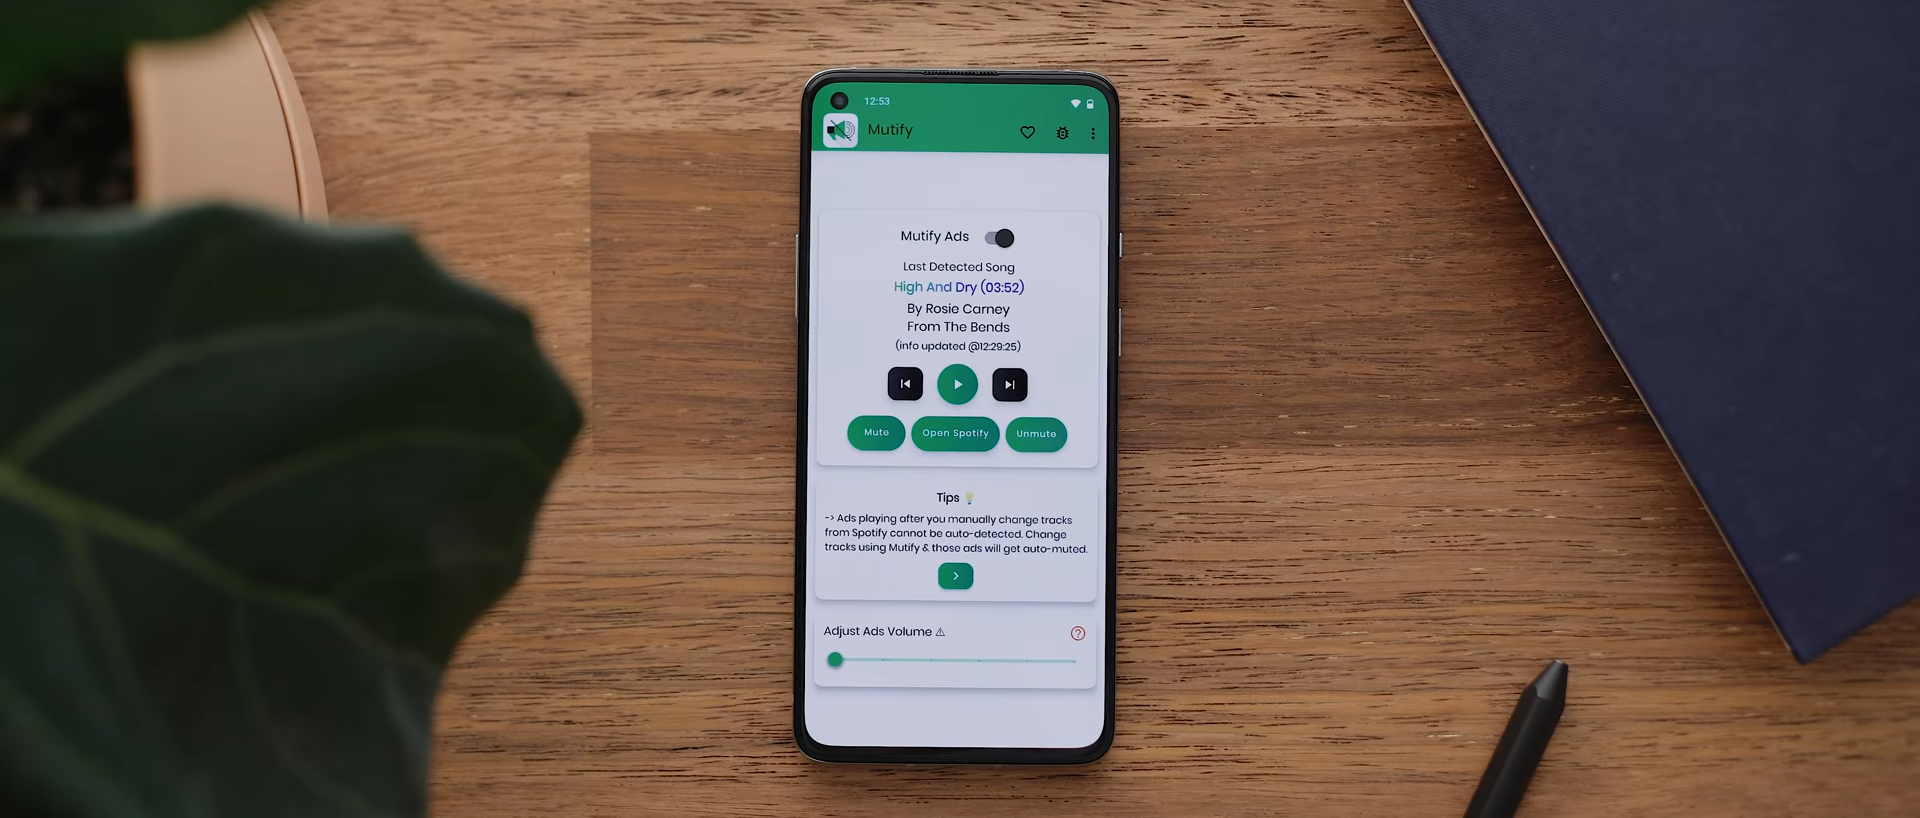 12:53
Mutify
Mutify Ads
Last Detected Song
High And Dry (03:52)
By Rosie Carney
From The Bends
(info updated @12:29:25)
Mute
Open Spotify
Unmute
Tips 💡
-> Ads playing after you manually change tracks
from Spotify cannot be auto-detected. Change
tracks using Mutify & those ads will get auto-muted.
Adjust Ads Volume ⚠